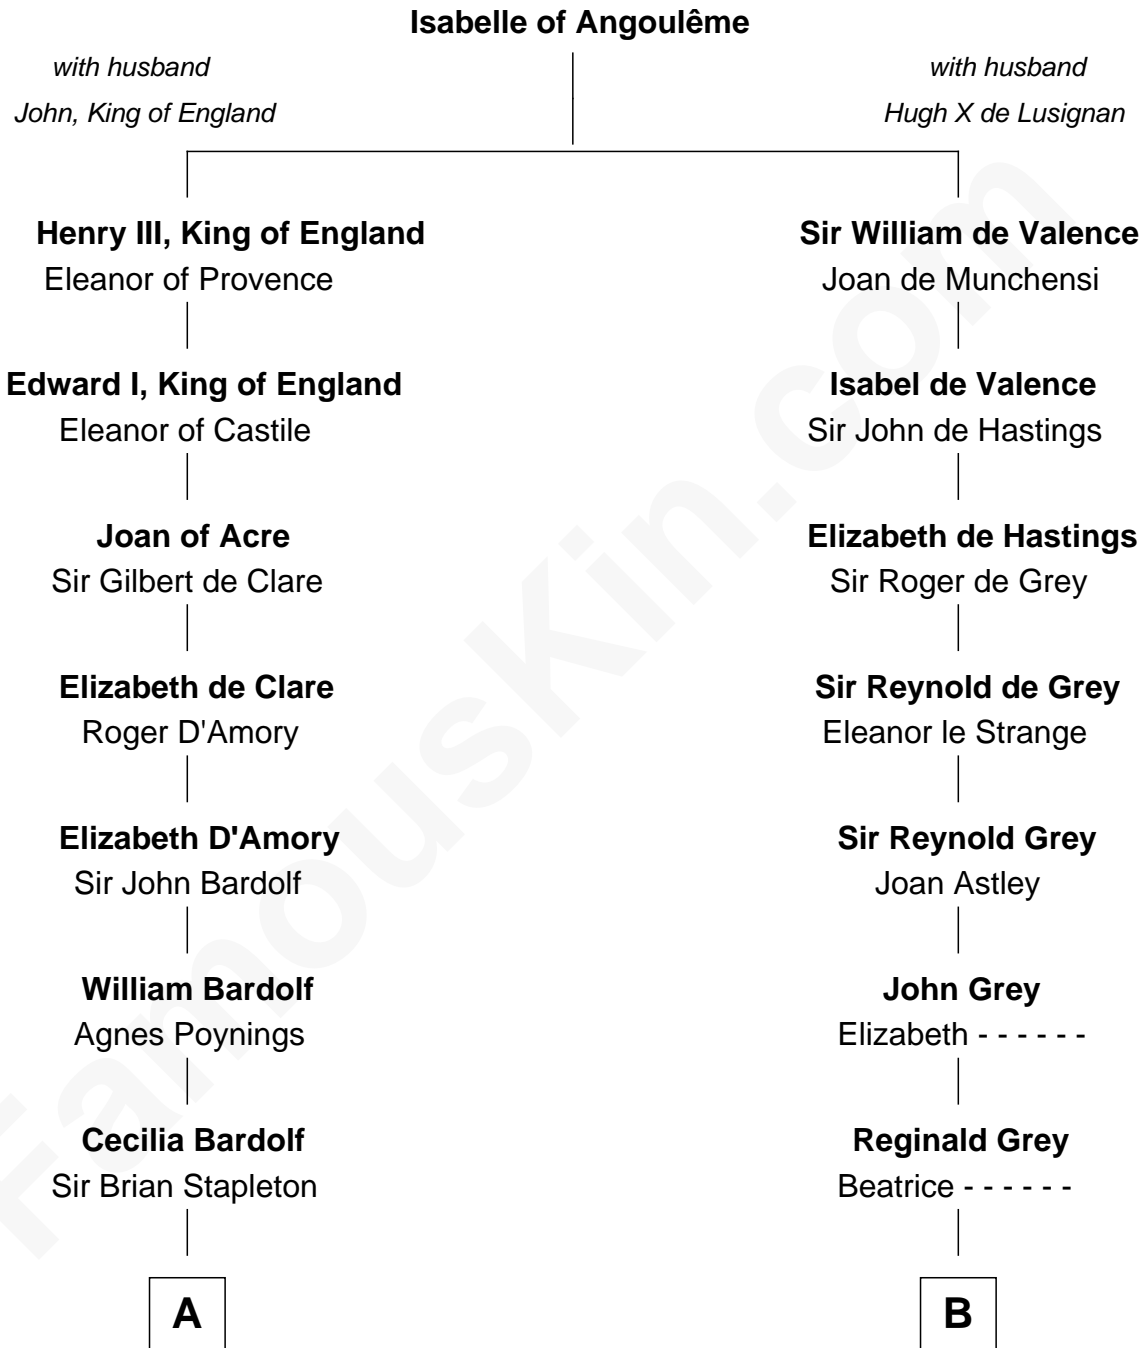 Isabelle of Angoulême
with husband
John, King of England
with husband
Hugh X de Lusignan
Henry III, King of England
Eleanor of Provence
Sir William de Valence
Joan de Munchensi
Edward I, King of England
Eleanor of Castile
Isabel de Valence
Sir John de Hastings
Joan of Acre
Sir Gilbert de Clare
Elizabeth de Hastings
Sir Roger de Grey
Elizabeth de Clare
Roger D'Amory
Sir Reynold de Grey
Eleanor le Strange
Elizabeth D'Amory
Sir John Bardolf
Sir Reynold Grey
Joan Astley
William Bardolf
Agnes Poynings
John Grey
Elizabeth - - - - - -
Cecilia Bardolf
Sir Brian Stapleton
Reginald Grey
Beatrice - - - - - -
A
B
FamousKin.com